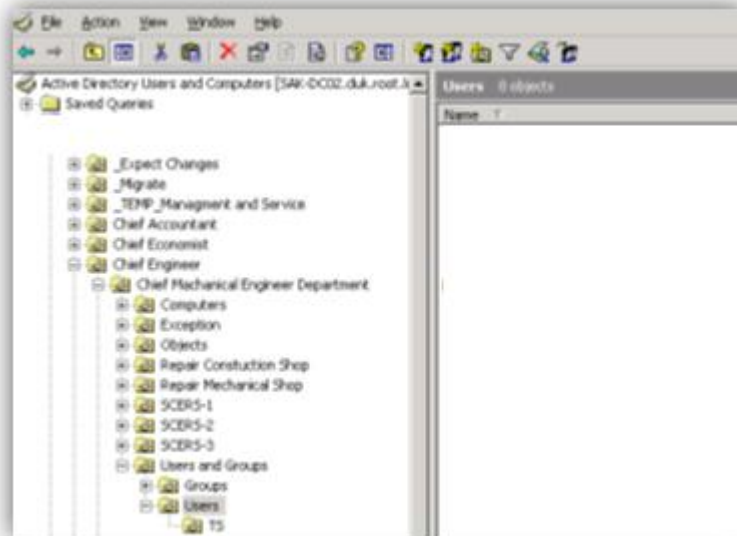 File Action View Window Help
Active Directory Users and Computers [SAK-DC02.duk.root.l
Saved Queries
Users 0 objects
Name
_Expect Changes
_Migrate
_TEMP_Managment and Service
Chief Accountant
Chief Economist
Chief Engineer
Chief Machanical Engineer Department
Computers
Exception
Objects
Repair Constuction Shop
Repair Mechanical Shop
SCERS-1
SCERS-2
SCERS-3
Users and Groups
Groups
Users
TS